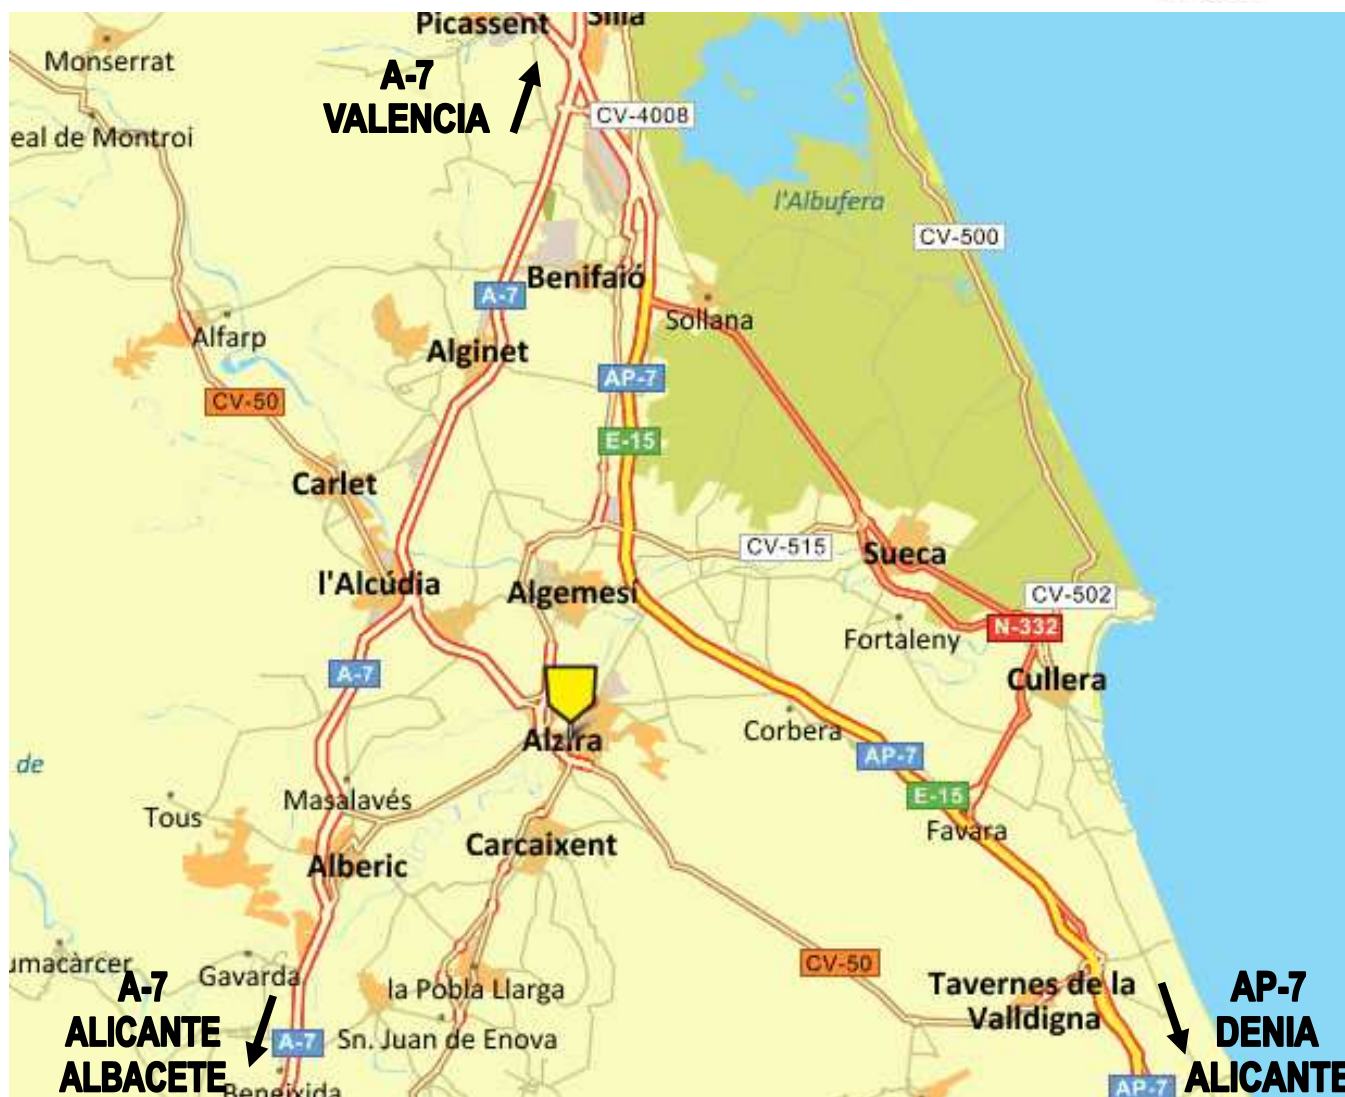 Picassent
Silla
Monserrat
A-7
VALENCIA
CV-4008
eal de Montroi
l'Albufera
CV-500
Benifaió
A-7
Sollana
Alfarp
Alginet
AP-7
CV-50
E-15
Carlet
CV-515
Sueca
l'Alcúdia
Algemesí
CV-502
Fortaleny
N-332
A-7
Cullera
Corbera
Alzira
AP-7
de
E-15
Masalavés
Tous
Favara
Carcaixent
Alberic
CV-50
umacàrcer
Gavarda
la Pobla Llarga
Tavernes de la
Valldigna
A-7
ALICANTE
ALBACETE
AP-7
DENIA
ALICANTE
A-7
Sn. Juan de Enova
Beneixida
AP-7